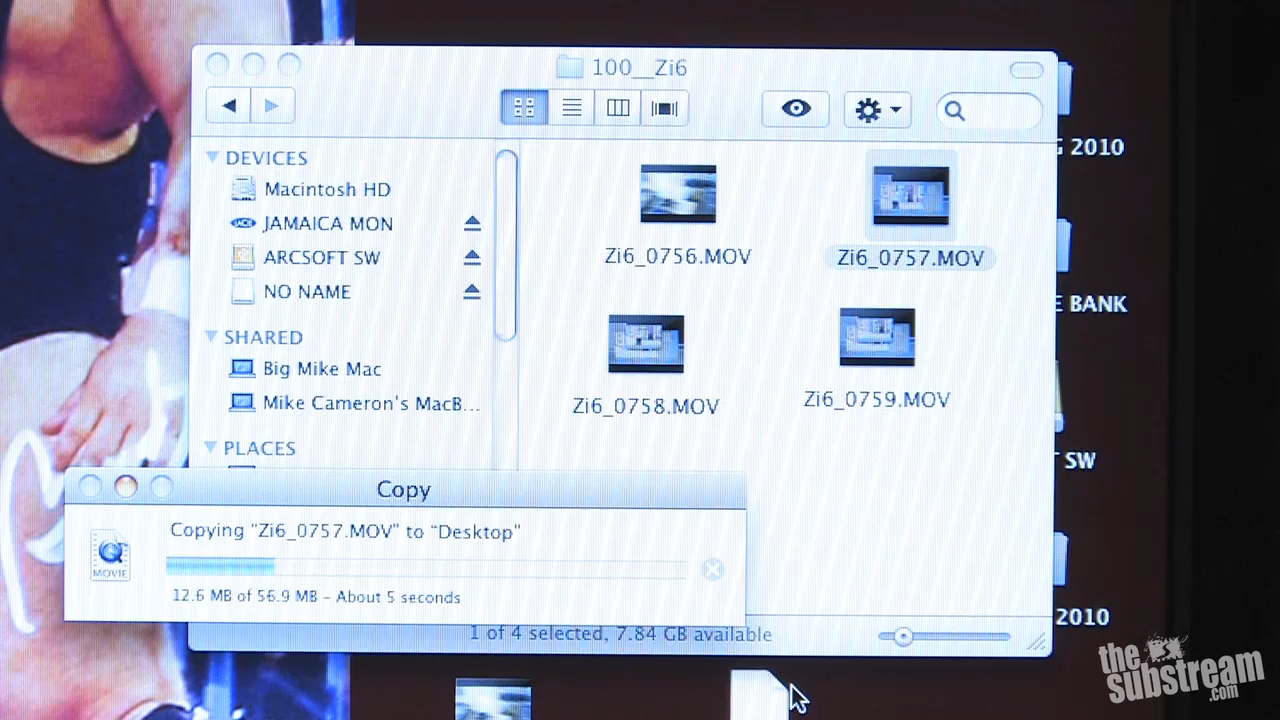 100__Zi6
DEVICES
Macintosh HD
JAMAICA MON
ARCSOFT SW
NO NAME
SHARED
Big Mike Mac
Mike Cameron's MacB...
PLACES
Zi6_0756.MOV
Zi6_0757.MOV
Zi6_0758.MOV
Zi6_0759.MOV
2010
E BANK
SW
2010
Copy
Copying "Zi6_0757.MOV" to "Desktop"
MOVIE
12.6 MB of 56.9 MB – About 5 seconds
1 of 4 selected, 7.84 GB available
the
substream
.com